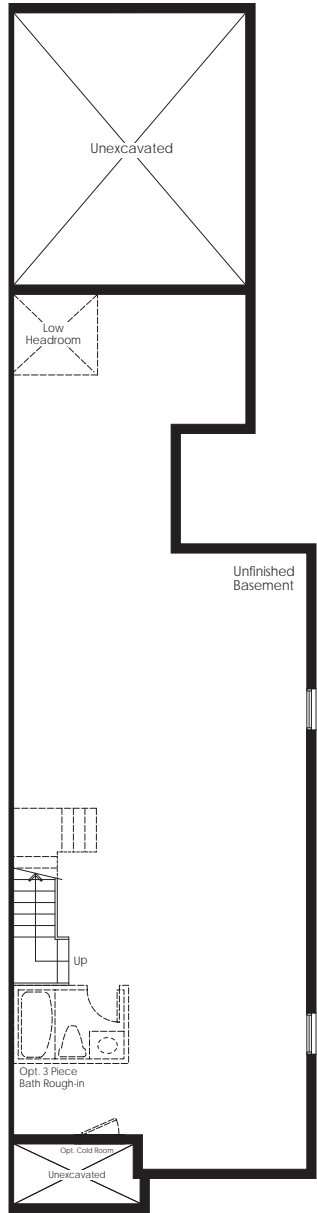 Unexcavated
Low
Headroom
Unfinished
Basement
Up
Opt. 3 Piece
Bath Rough-in
Opt. Cold Room
Unexcavated